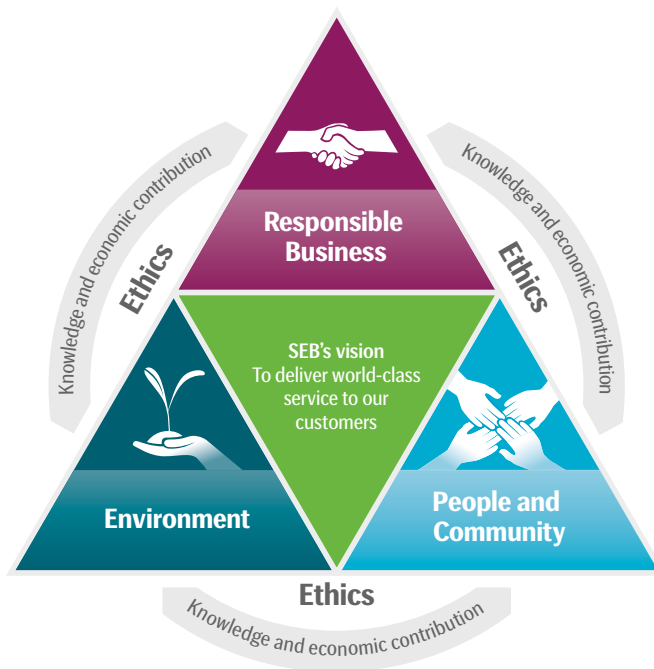 Knowledge and economic contribution
Knowledge and economic contribution
Responsible
Business
Ethics
Ethics
SEB's vision
To deliver world-class
service to our
customers
Environment
People and
Community
Ethics
Knowledge and economic contribution